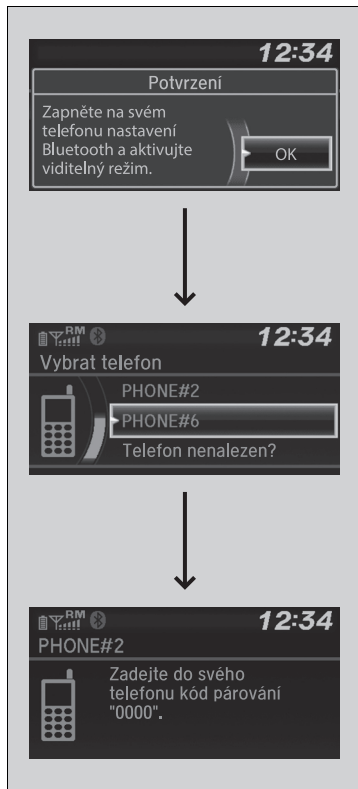 12:34
Potvrzení
Zapněte na svém
telefonu nastavení
Bluetooth a aktivujte
viditelný režim.
OK
RM
12:34
Vybrat telefon
PHONE#2
PHONE#6
Telefon nenalezen?
RM
12:34
PHONE#2
Zadejte do svého
telefonu kód párování
"0000".